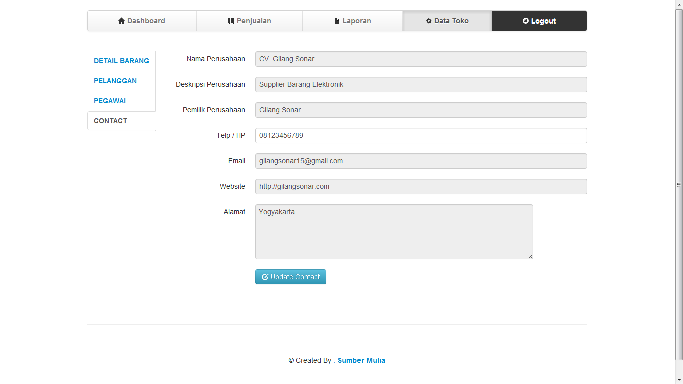 Dashboard
Penjualan
Laporan
Data Toko
Logout
DETAIL BARANG
PELANGGAN
PEGAWAI
CONTACT
Nama Perusahaan
CV. Gilang Sonar
Deskripsi Perusahaan
Supplier Barang Elektronik
Pemilik Perusahaan
Gilang Sonar
Telp / HP
08123456789
Email
gilangsonar15@gmail.com
Website
http://gilangsonar.com
Alamat
Yogyakarta
Update Contact
© Created By : Sumber Mulia